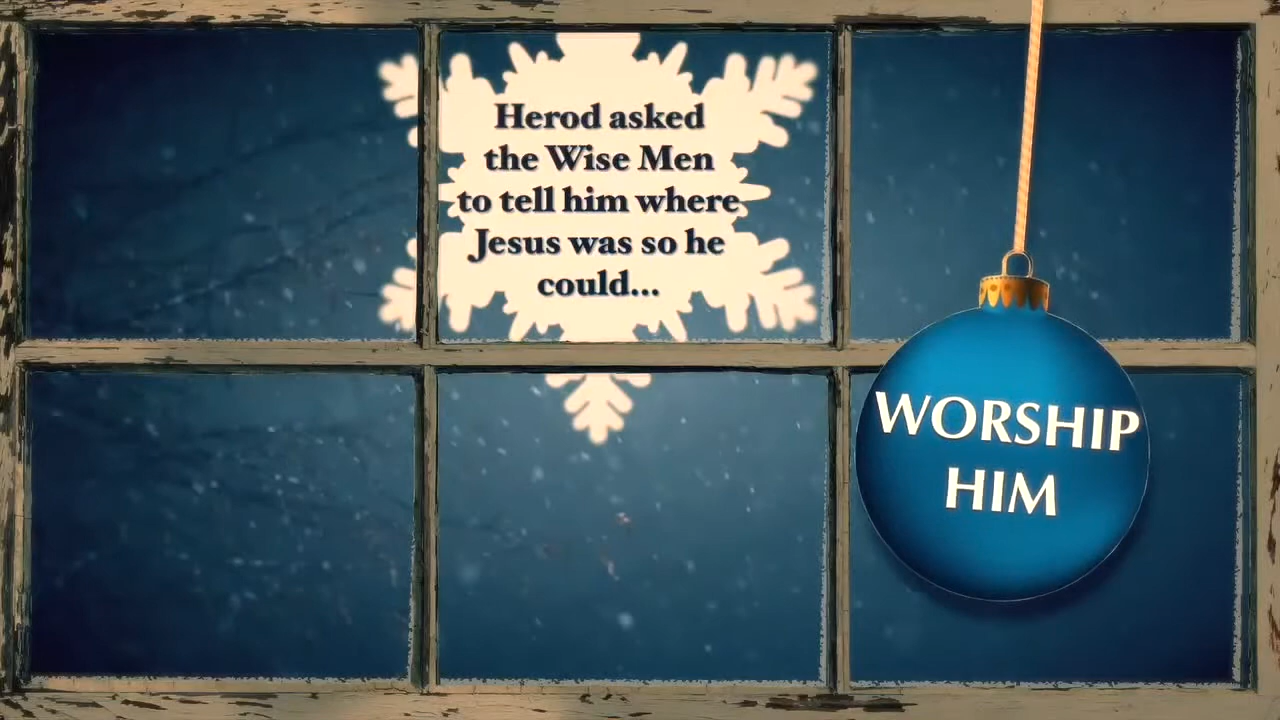 Herod asked
the Wise Men
to tell him where
Jesus was so he
could...
WORSHIP
HIM